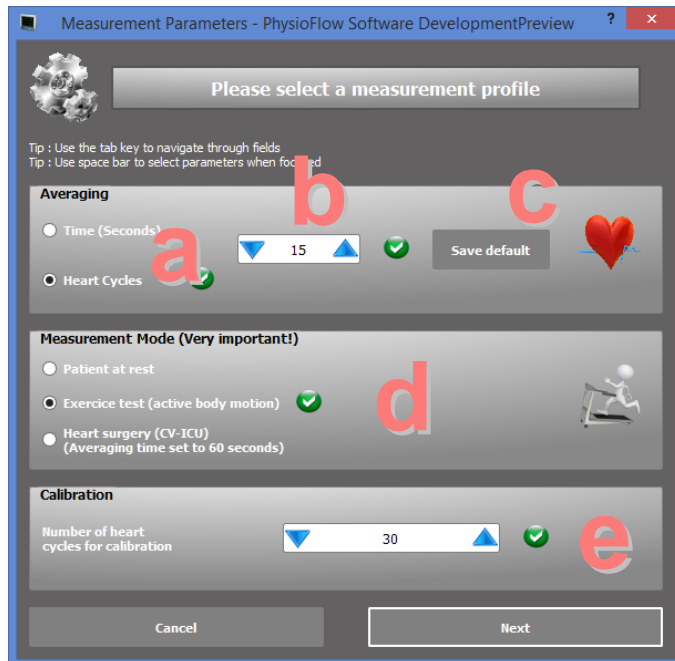 Measurement Parameters - PhysioFlow Software DevelopmentPreview ?
Please select a measurement profile
Tip : Use the tab key to navigate through fields
Tip : Use space bar to select parameters when focused
Averaging
b
c
Time (Seconds)
a
15
Save default
Heart Cycles
Measurement Mode (Very important!)
Patient at rest
d
Exercice test (active body motion)
Heart surgery (CV-ICU)
(Averaging time set to 60 seconds)
Calibration
Number of heart
cycles for calibration
30
e
Cancel
Next